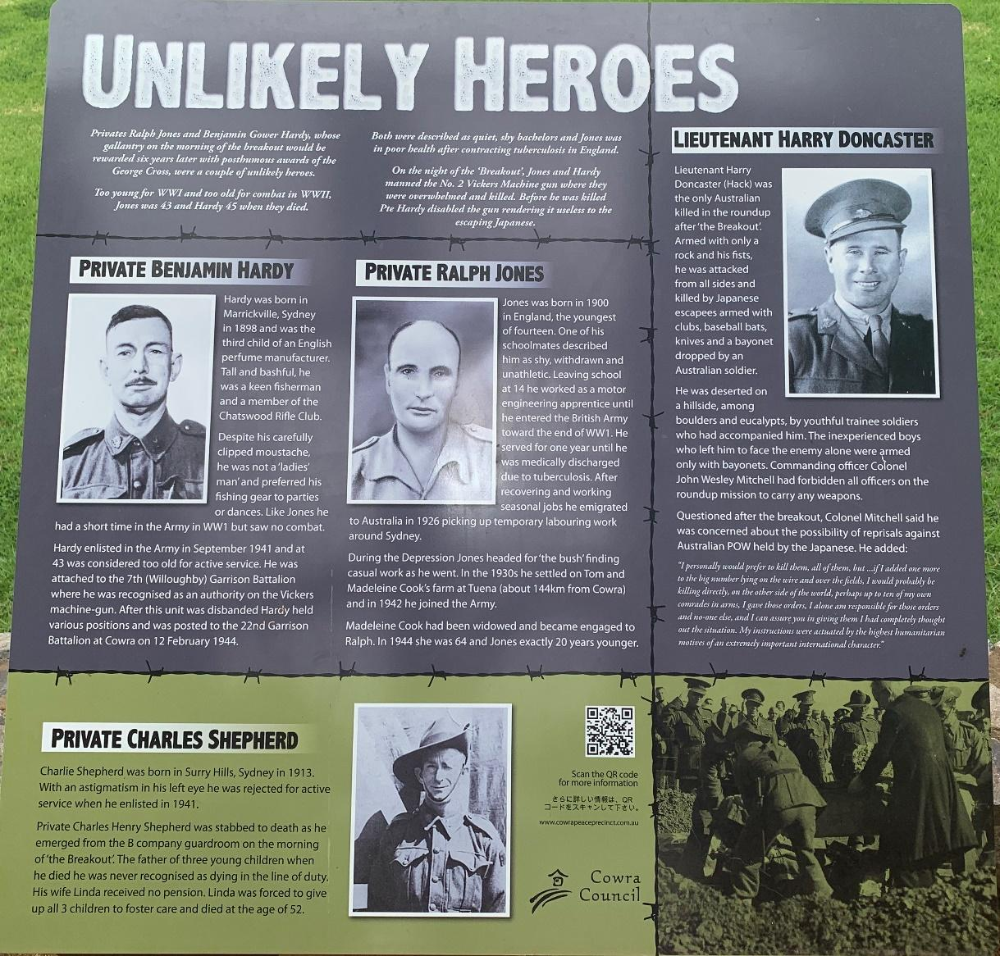 UNLIKELY HEROES
Privates Ralph Jones and Benjamin Gower Hardy, whose
gallantry on the morning of the breakout would be
rewarded six years later with posthumous awards of the
George Cross, were a couple of unlikely heroes.
Too young for WWI and too old for combat in WWII,
Jones was 43 and Hardy 45 when they died.
Both were described as quiet, shy bachelors and Jones was
in poor health after contracting tuberculosis in England.
On the night of the 'Breakout', Jones and Hardy
manned the No. 2 Vickers Machine gun where they
were overwhelmed and killed. Before he was killed
Pte Hardy disabled the gun rendering it useless to the
escaping Japanese.
PRIVATE BENJAMIN HARDY
Hardy was born in
Marrickville, Sydney
in 1898 and was the
third child of an English
perfume manufacturer.
Tall and bashful, he
was a keen fisherman
and a member of the
Chatswood Rifle Club.
Despite his carefully
clipped moustache,
he was not a 'ladies'
man' and preferred his
fishing gear to parties
or dances. Like Jones he
had a short time in the Army in WW1 but saw no combat.
Hardy enlisted in the Army in September 1941 and at
43 was considered too old for active service. He was
attached to the 7th (Willoughby) Garrison Battalion
where he was recognised as an authority on the Vickers
machine-gun. After this unit was disbanded Hardy held
various positions and was posted to the 22nd Garrison
Battalion at Cowra on 12 February 1944.
PRIVATE RALPH JONES
Jones was born in 1900
in England, the youngest
of fourteen. One of his
schoolmates described
him as shy, withdrawn and
unathletic. Leaving school
at 14 he worked as a motor
engineering apprentice until
he entered the British Army
toward the end of WW1. He
served for one year until he
was medically discharged
due to tuberculosis. After
recovering and working
seasonal jobs he emigrated
to Australia in 1926 picking up temporary labouring work
around Sydney.
During the Depression Jones headed for 'the bush' finding
casual work as he went. In the 1930s he settled on Tom and
Madeleine Cook's farm at Tuena (about 144km from Cowra)
and in 1942 he joined the Army.
Madeleine Cook had been widowed and became engaged to
Ralph. In 1944 she was 64 and Jones exactly 20 years younger.
LIEUTENANT HARRY DONCASTER
Lieutenant Harry
Doncaster (Hack) was
the only Australian
killed in the roundup
after 'the Breakout'.
Armed with only a
rock and his fists,
he was attacked
from all sides and
killed by Japanese
escapees armed with
clubs, baseball bats,
knives and a bayonet
dropped by an
Australian soldier.
He was deserted on
a hillside, among
boulders and eucalypts, by youthful trainee soldiers
who had accompanied him. The inexperienced boys
who left him to face the enemy alone were armed
only with bayonets. Commanding officer Colonel
John Wesley Mitchell had forbidden all officers on the
roundup mission to carry any weapons.
Questioned after the breakout, Colonel Mitchell said he
was concerned about the possibility of reprisals against
Australian POW held by the Japanese. He added:
"I personally would prefer to kill them, all of them, but ...if I added one more
to the big number lying on the wire and over the fields, I would probably be
killing directly, on the other side of the world, perhaps up to ten of my own
comrades in arms, I gave those orders, I alone am responsible for those orders
and no-one else, and I can assure you in giving them I had completely thought
out the situation. My instructions were actuated by the highest humanitarian
motives of an extremely important international character."
PRIVATE CHARLES SHEPHERD
Charlie Shepherd was born in Surry Hills, Sydney in 1913.
With an astigmatism in his left eye he was rejected for active
service when he enlisted in 1941.
Private Charles Henry Shepherd was stabbed to death as he
emerged from the B company guardroom on the morning
of 'the Breakout'. The father of three young children when
he died he was never recognised as dying in the line of duty.
His wife Linda received no pension. Linda was forced to give
up all 3 children to foster care and died at the age of 52.
Scan the QR code
for more information
さらに詳しい情報は、QR
コードをスキャンして下さい。
www.cowrapeaceprecinct.com.au
Cowra
Council